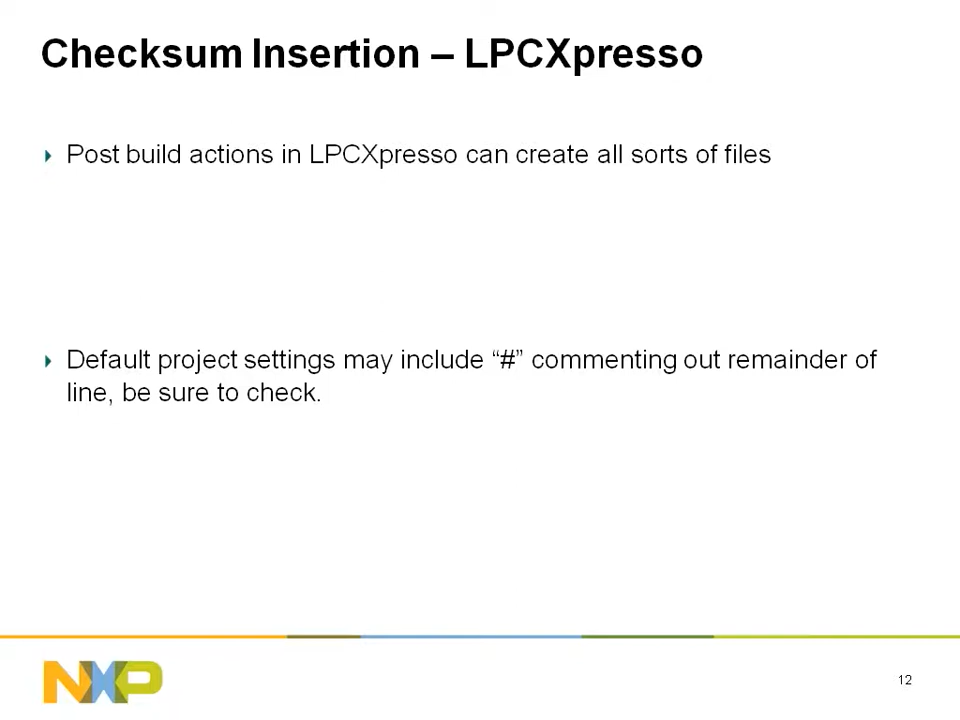 Checksum Insertion – LPCXpresso
Post build actions in LPCXpresso can create all sorts of files
Default project settings may include “#” commenting out remainder of
line, be sure to check.
NXP
12